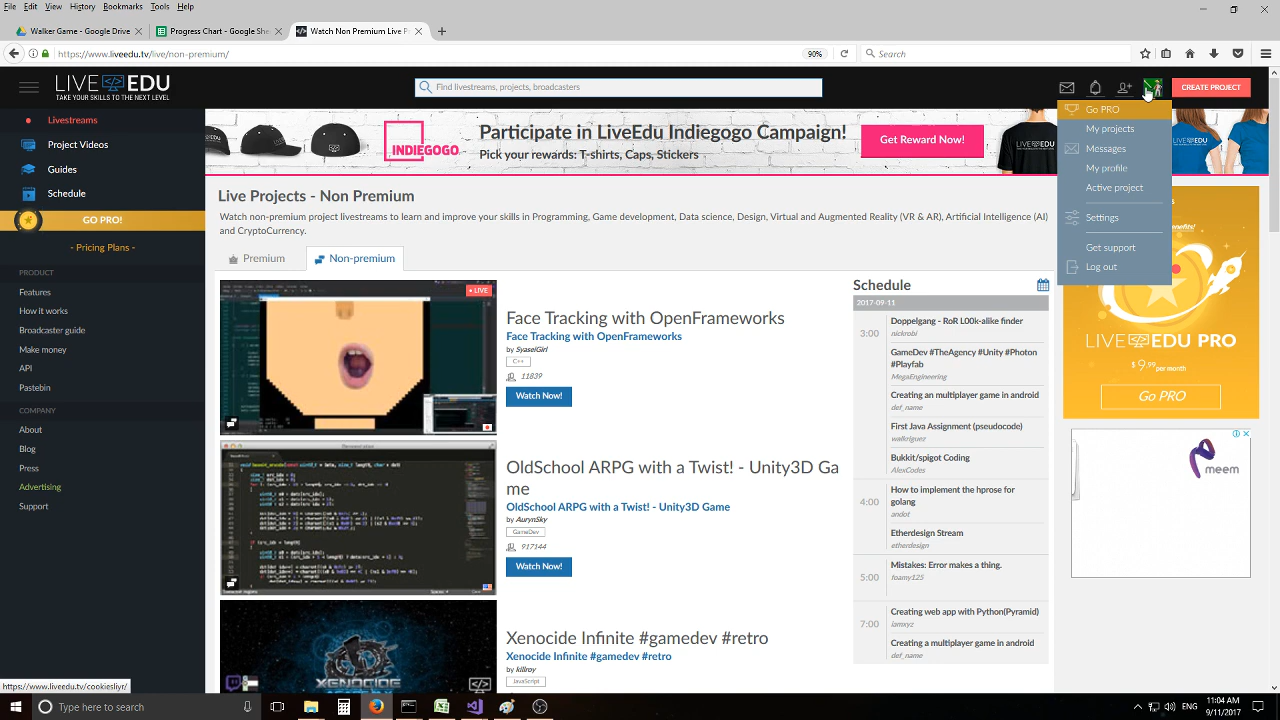 File Edit View History Bookmarks Tools Help
Walker Game - Google Drive
Progress Chart - Google She
Watch Non-premium Live P
https://www.liveedu.tv/live/non-premium/
90%
Search
LIVE EDU
TAKE YOUR SKILLS TO THE NEXT LEVEL
Find livestreams, projects, broadcasters
CREATE PROJECT
Livestreams
Project Videos
Guides
Schedule
GO PRO!
- Pricing Plans -
PRODUCT
Features
How it works
Broadcaster guide
Make money
API
Pastebin
COMPANY
About
Blog
Press
Advertising
Support
INDIEGOGO
Participate in LiveEdu Indiegogo Campaign!
Pick your rewards: T-shirts, Caps, Stickers
Get Reward Now!
Go PRO
My projects
Messages
My profile
Active project
Settings
Get support
Log out
Live Projects - Non Premium
Watch non-premium project livestreams to learn and improve your skills in Programming, Game development, Data science, Design, Virtual and Augmented Reality (VR & AR), Artificial Intelligence (AI)
and CryptoCurrency.
Premium
Non-premium
LIVE
Face Tracking with OpenFrameworks
Face Tracking with OpenFrameworks
by SyaseiGirl
C++
11839
Watch Now!
OldSchool ARPG with a Twist! - Unity3D Ga
me
OldSchool ARPG with a Twist! - Unity3D Game
by AurynSky
GameDev
917144
Watch Now!
XENOCIDE
Xenocide Infinite #gamedev #retro
Xenocide Infinite #gamedev #retro
by killroy
JavaScript
Schedule
2017-09-11
3:00
Doppelgang - RoR L00k-alike finder
nickrobi
GameDev #TheAgency #Unity #Photon
#Playfab
MegaEngineering
Creating an multiplayer game in android
def_name
First Java Assignment (pseudocode)
walkriguez
Bukkit/spigot Coding
AlexCodes
4:00
How to implement the hprose for
golang
andot
Etherdesign Stream
etherdesign
5:00
Mistakes: Error makes a thing.
foamy125
7:00
Creating web app with Python(Pyramid)
iamxyz
Creating a multiplayer game in android
def_name
LIVE EDU PRO
$9.99 per month
Go PRO
meem
https://www.liveedu.tv/codestalkr/
Type here to search
ENG
11:04 AM
9/11/2017